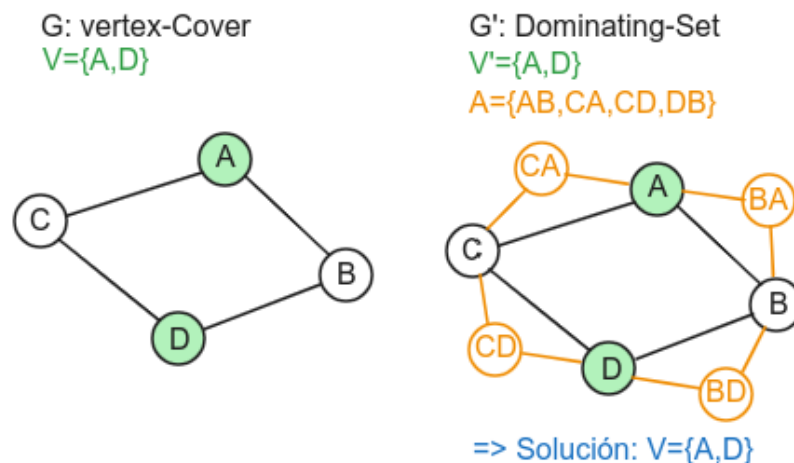 G: vertex-Cover
V={A,D}
A
C
B
D
G': Dominating-Set
V'={A,D}
A={AB,CA,CD,DB}
CA
A
BA
C
B
CD
D
BD
=> Solución: V={A,D}